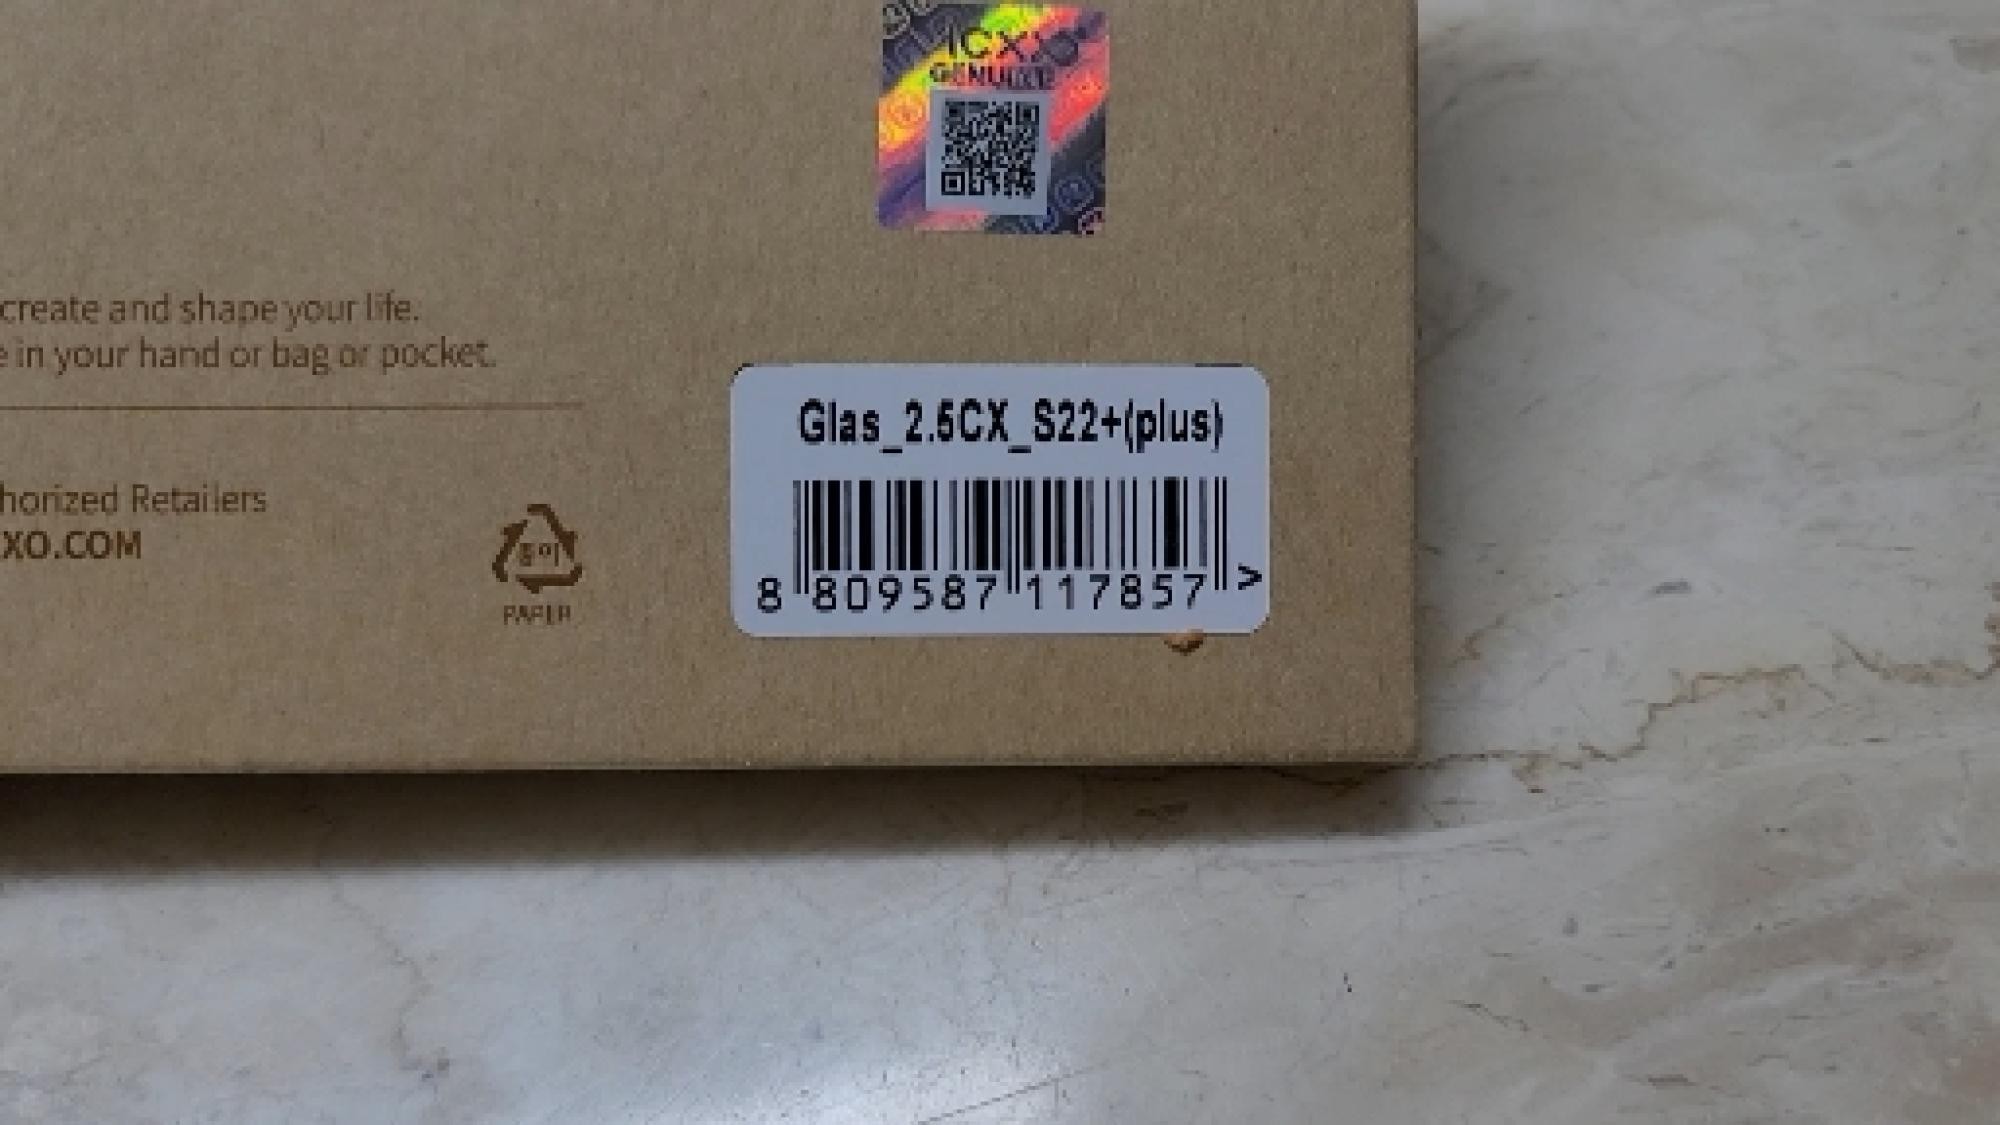 ICXO
GENUINE
create and shape your life.
e in your hand or bag or pocket.
Glas_2.5CX_S22+(plus)
horized Retailers
XO.COM
종이
PAPER
8 809587 117857 >